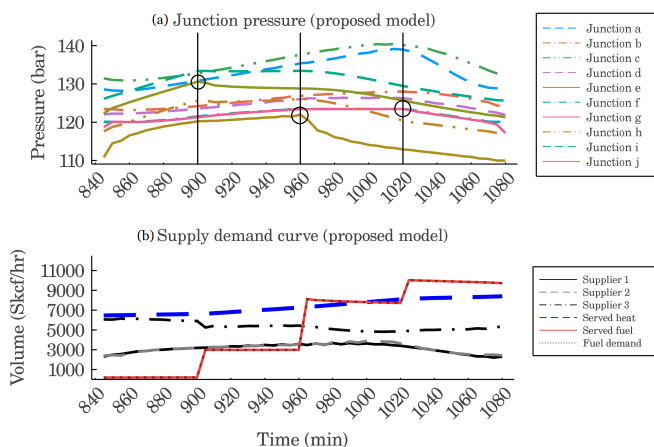 (a) Junction pressure (proposed model)
Pressure (bar)
140
130
120
110
840
860
880
900
920
940
960
980
1000
1020
1040
1060
1080
Junction a
Junction b
Junction c
Junction d
Junction e
Junction f
Junction g
Junction h
Junction i
Junction j
(b) Supply demand curve (proposed model)
Volume (Skcf/hr)
11000
9000
7000
5000
3000
1000
840
860
880
900
920
940
960
980
1000
1020
1040
1060
1080
Time (min)
Supplier 1
Supplier 2
Supplier 3
Served heat
Served fuel
Fuel demand